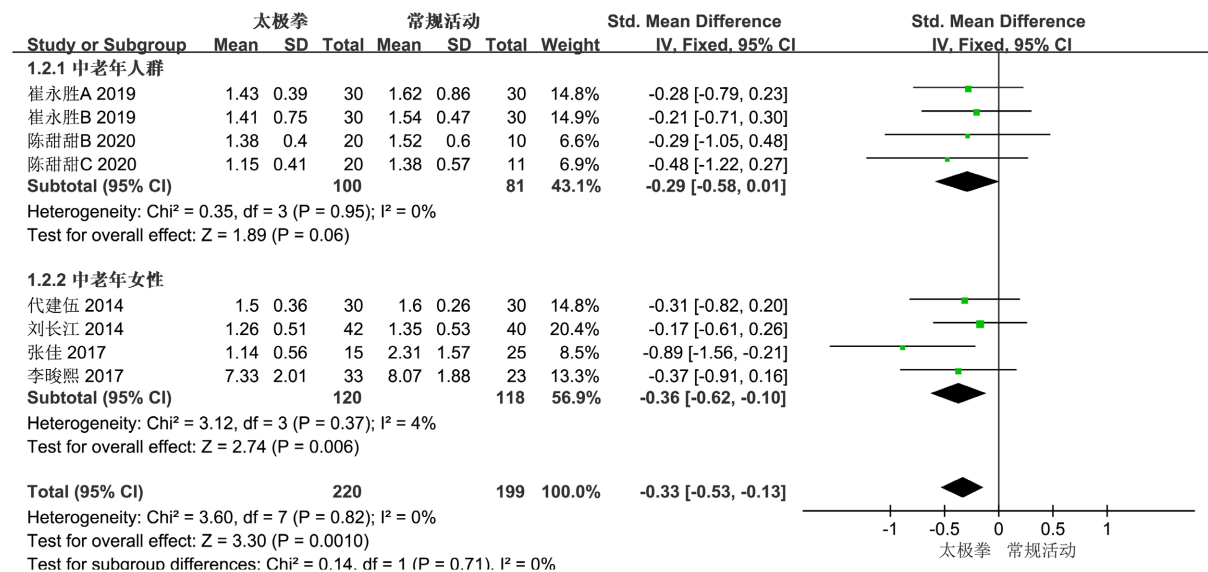 太极拳 常规活动 Std. Mean Difference Std. Mean Difference
Study or Subgroup Mean SD Total Mean SD Total Weight IV, Fixed, 95% CI IV, Fixed, 95% CI
1.2.1 中老年人群
崔永胜A 2019 1.43 0.39 30 1.62 0.86 30 14.8% -0.28 [-0.79, 0.23]
崔永胜B 2019 1.41 0.75 30 1.54 0.47 30 14.9% -0.21 [-0.71, 0.30]
陈甜甜B 2020 1.38 0.4 20 1.52 0.6 10 6.6% -0.29 [-1.05, 0.48]
陈甜甜C 2020 1.15 0.41 20 1.38 0.57 11 6.9% -0.48 [-1.22, 0.27]
Subtotal (95% CI) 100 81 43.1% -0.29 [-0.58, 0.01]
Heterogeneity: Chi² = 0.35, df = 3 (P = 0.95); I² = 0%
Test for overall effect: Z = 1.89 (P = 0.06)
1.2.2 中老年女性
代建伍 2014 1.5 0.36 30 1.6 0.26 30 14.8% -0.31 [-0.82, 0.20]
刘长江 2014 1.26 0.51 42 1.35 0.53 40 20.4% -0.17 [-0.61, 0.26]
张佳 2017 1.14 0.56 15 2.31 1.57 25 8.5% -0.89 [-1.56, -0.21]
李晙熙 2017 7.33 2.01 33 8.07 1.88 23 13.3% -0.37 [-0.91, 0.16]
Subtotal (95% CI) 120 118 56.9% -0.36 [-0.62, -0.10]
Heterogeneity: Chi² = 3.12, df = 3 (P = 0.37); I² = 4%
Test for overall effect: Z = 2.74 (P = 0.006)
Total (95% CI) 220 199 100.0% -0.33 [-0.53, -0.13]
Heterogeneity: Chi² = 3.60, df = 7 (P = 0.82); I² = 0%
Test for overall effect: Z = 3.30 (P = 0.0010)
Test for subgroup differences: Chi² = 0.14, df = 1 (P = 0.71), I² = 0%
-1 -0.5 0 0.5 1
太极拳 常规活动